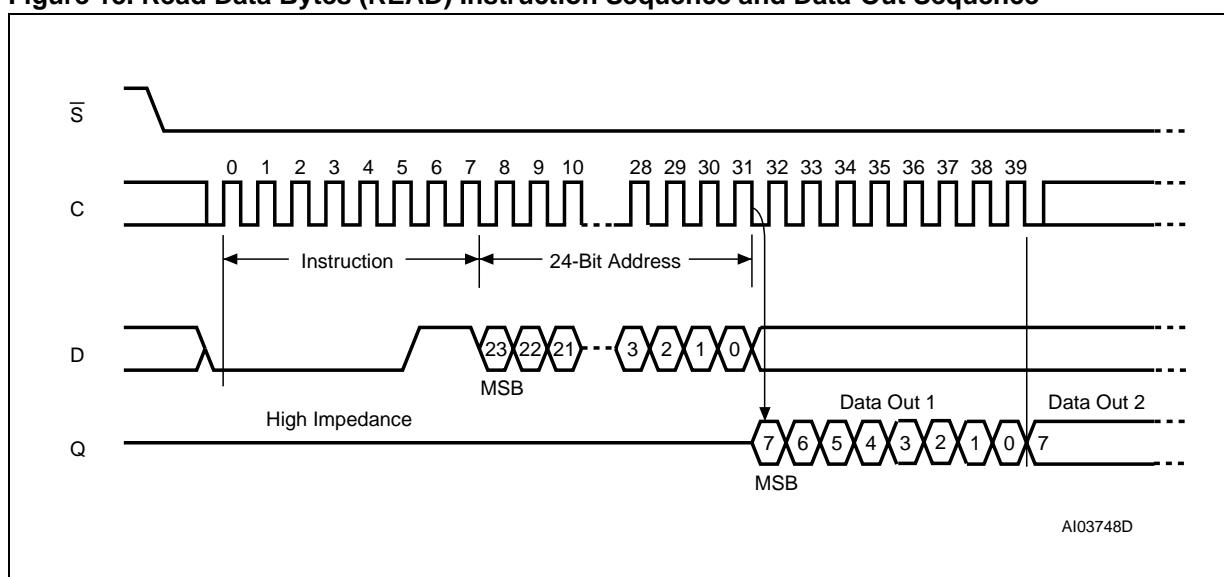 Figure Read Data Bytes (READ) Instruction Sequence and Data-Out Sequence
S̅
0 1 2 3 4 5 6 7 8 9 10 28 29 30 31 32 33 34 35 36 37 38 39
C
Instruction 24-Bit Address
D 23 22 21 3 2 1 0
MSB
High Impedance Data Out 1 Data Out 2
Q 7 6 5 4 3 2 1 0 7
MSB
AI03748D